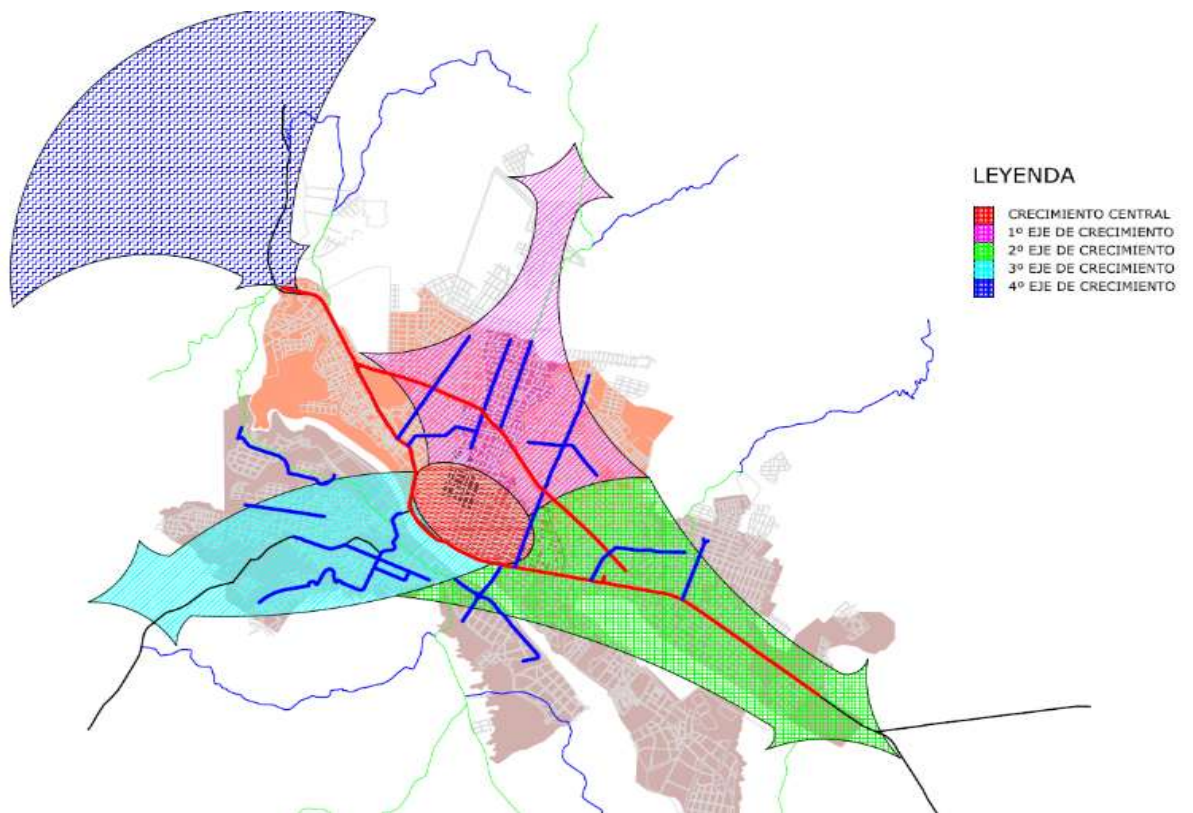 LEYENDA
CRECIMIENTO CENTRAL
1º EJE DE CRECIMIENTO
2º EJE DE CRECIMIENTO
3º EJE DE CRECIMIENTO
4º EJE DE CRECIMIENTO